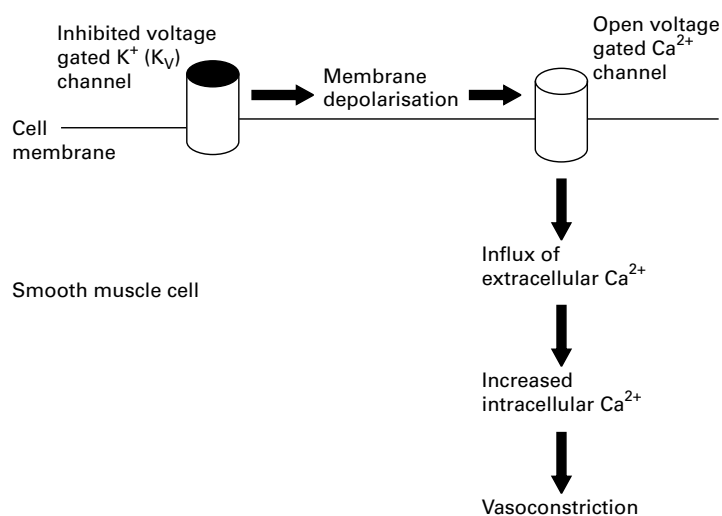 Inhibited voltage
gated K⁺ (K_V)
channel
Membrane
depolarisation
Open voltage
gated Ca²⁺
channel
Cell
membrane
Influx of
extracellular Ca²⁺
Smooth muscle cell
Increased
intracellular Ca²⁺
Vasoconstriction